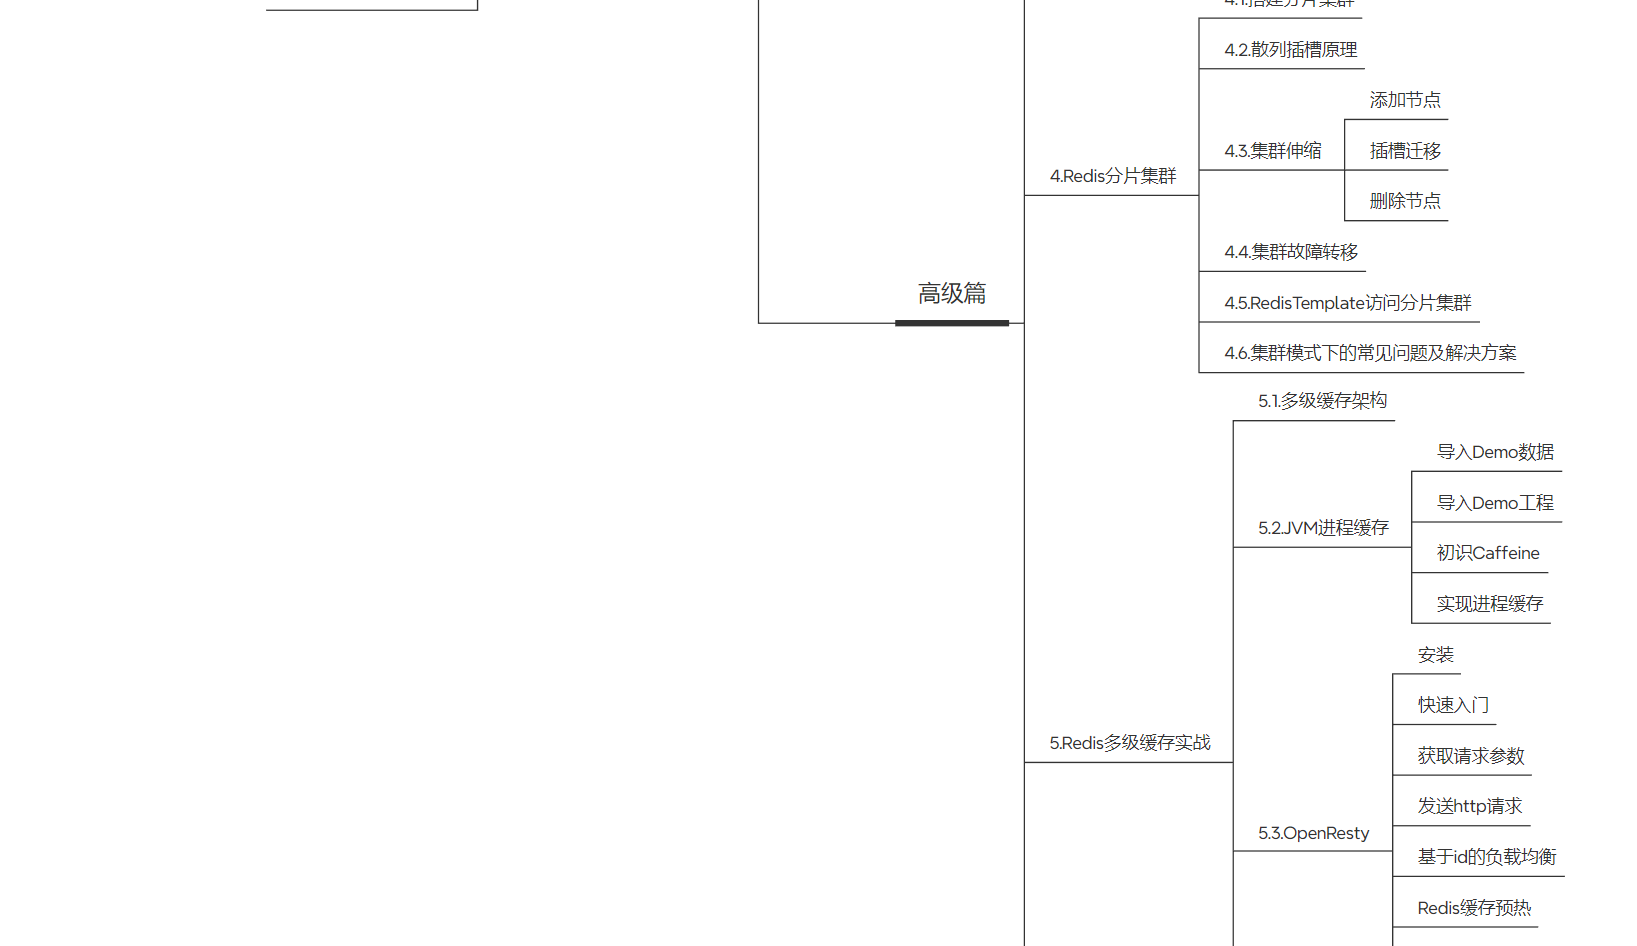 4.1.搭建分片集群
4.2.散列插槽原理
添加节点
4.3.集群伸缩
插槽迁移
4.Redis分片集群
删除节点
4.4.集群故障转移
高级篇
4.5.RedisTemplate访问分片集群
4.6.集群模式下的常见问题及解决方案
5.1.多级缓存架构
导入Demo数据
导入Demo工程
5.2.JVM进程缓存
初识Caffeine
实现进程缓存
安装
快速入门
5.Redis多级缓存实战
获取请求参数
发送http请求
5.3.OpenResty
基于id的负载均衡
Redis缓存预热